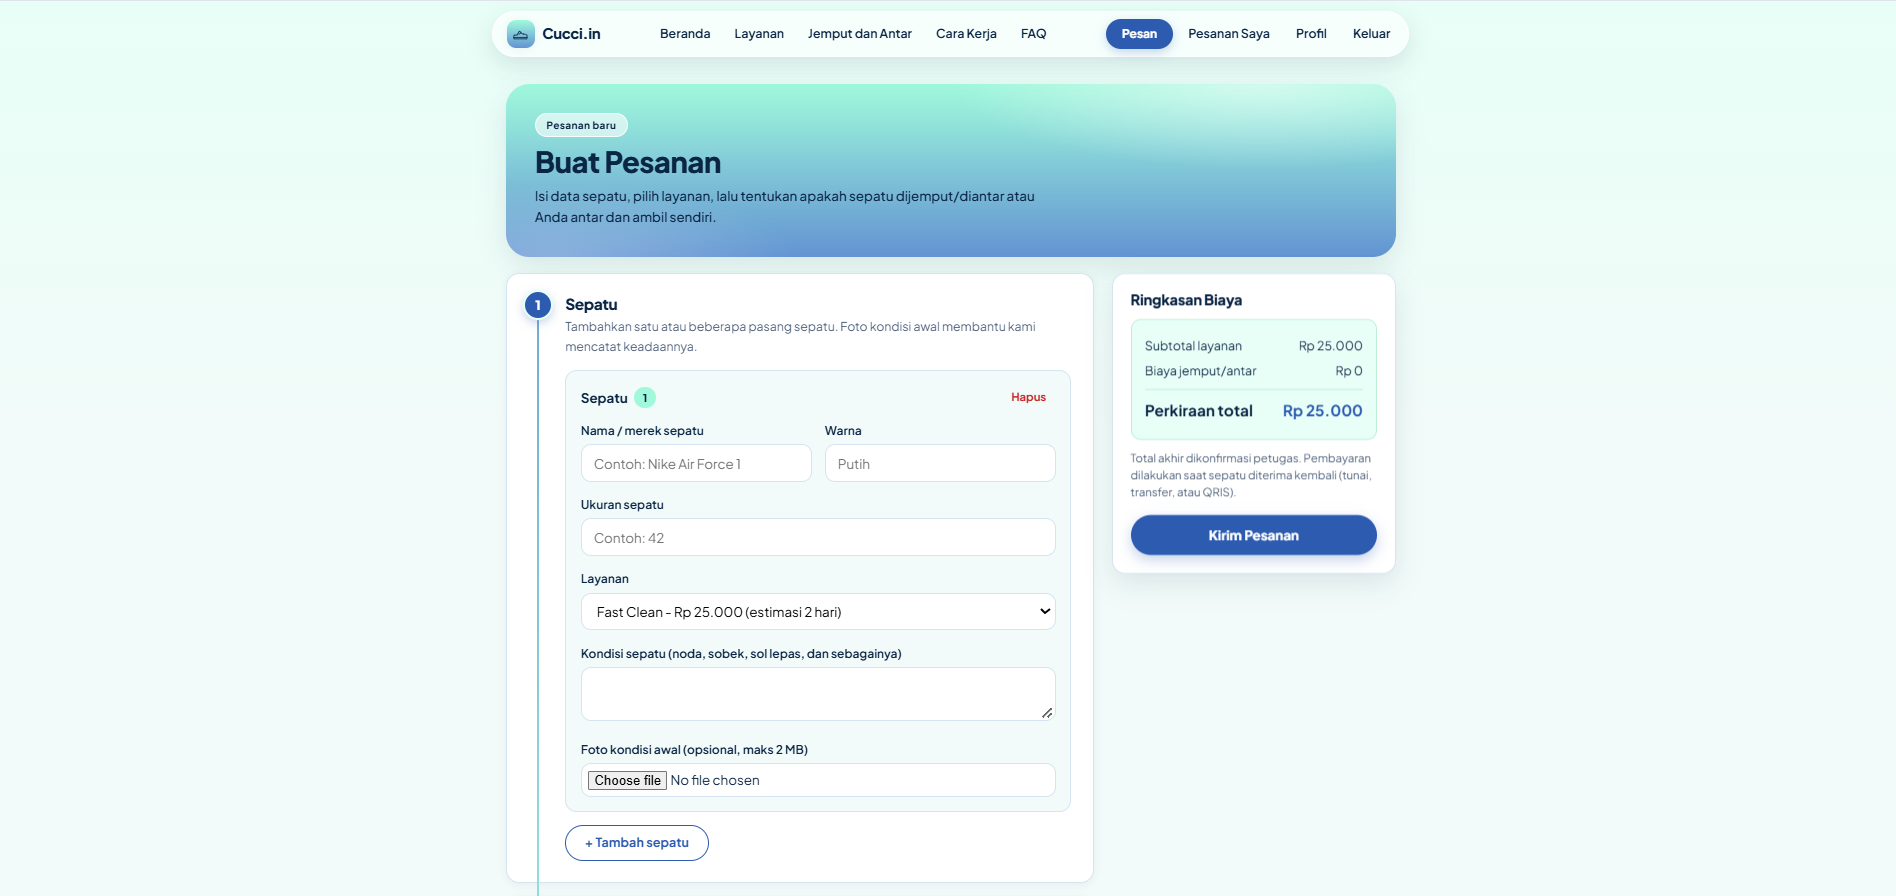 Cucci.in
Beranda
Layanan
Jemput dan Antar
Cara Kerja
FAQ
Pesan
Pesanan Saya
Profil
Keluar
Pesanan baru
Buat Pesanan
Isi data sepatu, pilih layanan, lalu tentukan apakah sepatu dijemput/diantar atau
Anda antar dan ambil sendiri.
1
Sepatu
Tambahkan satu atau beberapa pasang sepatu. Foto kondisi awal membantu kami
mencatat keadaannya.
Sepatu 1
Hapus
Nama / merek sepatu
Warna
Contoh: Nike Air Force 1
Putih
Ukuran sepatu
Contoh: 42
Layanan
Fast Clean - Rp 25.000 (estimasi 2 hari)
Kondisi sepatu (noda, sobek, sol lepas, dan sebagainya)
Foto kondisi awal (opsional, maks 2 MB)
Choose file No file chosen
+ Tambah sepatu
Ringkasan Biaya
Subtotal layanan Rp 25.000
Biaya jemput/antar Rp 0
Perkiraan total Rp 25.000
Total akhir dikonfirmasi petugas. Pembayaran
dilakukan saat sepatu diterima kembali (tunai,
transfer, atau QRIS).
Kirim Pesanan